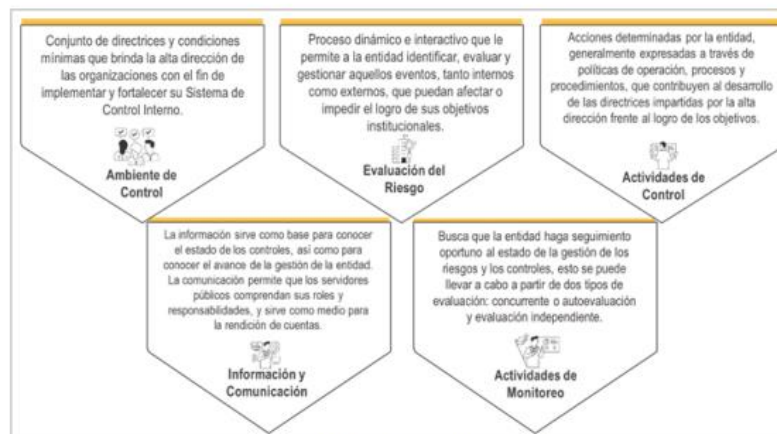 Conjunto de directrices y condiciones
mínimas que brinda la alta dirección de
las organizaciones con el fin de
implementar y fortalecer su Sistema de
Control Interno.
Ambiente de
Control
Proceso dinámico e interactivo que le
permite a la entidad identificar, evaluar y
gestionar aquellos eventos, tanto internos
como externos, que puedan afectar o
impedir el logro de sus objetivos
institucionales.
Evaluación del
Riesgo
Acciones determinadas por la entidad,
generalmente expresadas a través de
políticas de operación, procesos y
procedimientos, que contribuyen al desarrollo
de las directrices impartidas por la alta
dirección frente al logro de los objetivos.
Actividades de
Control
La información sirve como base para conocer
el estado de los controles, así como para
conocer el avance de la gestión de la entidad.
La comunicación permite que los servidores
públicos comprendan sus roles y
responsabilidades, y sirve como medio para
la rendición de cuentas.
Información y
Comunicación
Busca que la entidad haga seguimiento
oportuno al estado de la gestión de los
riesgos y los controles, esto se puede
llevar a cabo a partir de dos tipos de
evaluación: concurrente o autoevaluación
y evaluación independiente.
Actividades de
Monitoreo